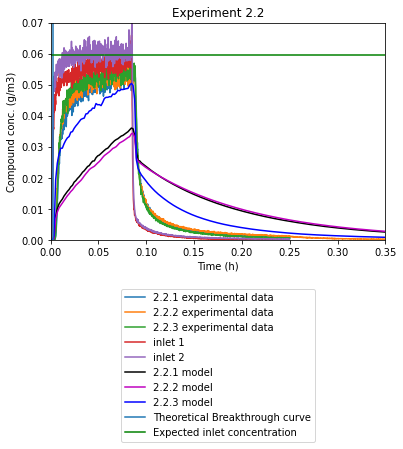 Experiment 2.2
Compound conc. (g/m3)
0.07
0.06
0.05
0.04
0.03
0.02
0.01
0.00
0.00 0.05 0.10 0.15 0.20 0.25 0.30 0.35
Time (h)
2.2.1 experimental data
2.2.2 experimental data
2.2.3 experimental data
inlet 1
inlet 2
2.2.1 model
2.2.2 model
2.2.3 model
Theoretical Breakthrough curve
Expected inlet concentration